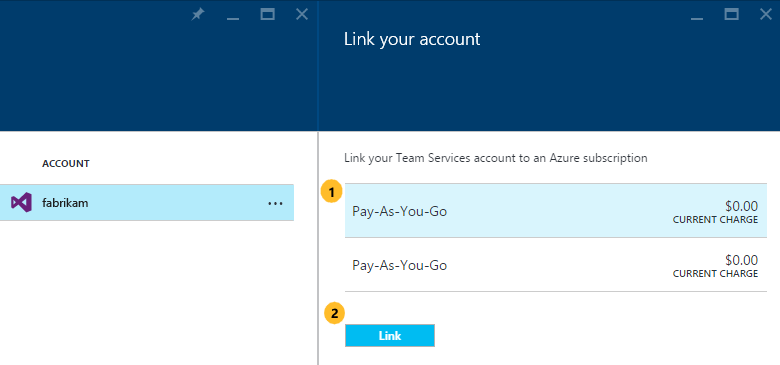 Link your account
ACCOUNT
fabrikam
...
Link your Team Services account to an Azure subscription
1
Pay-As-You-Go
$0.00
CURRENT CHARGE
Pay-As-You-Go
$0.00
CURRENT CHARGE
2
Link